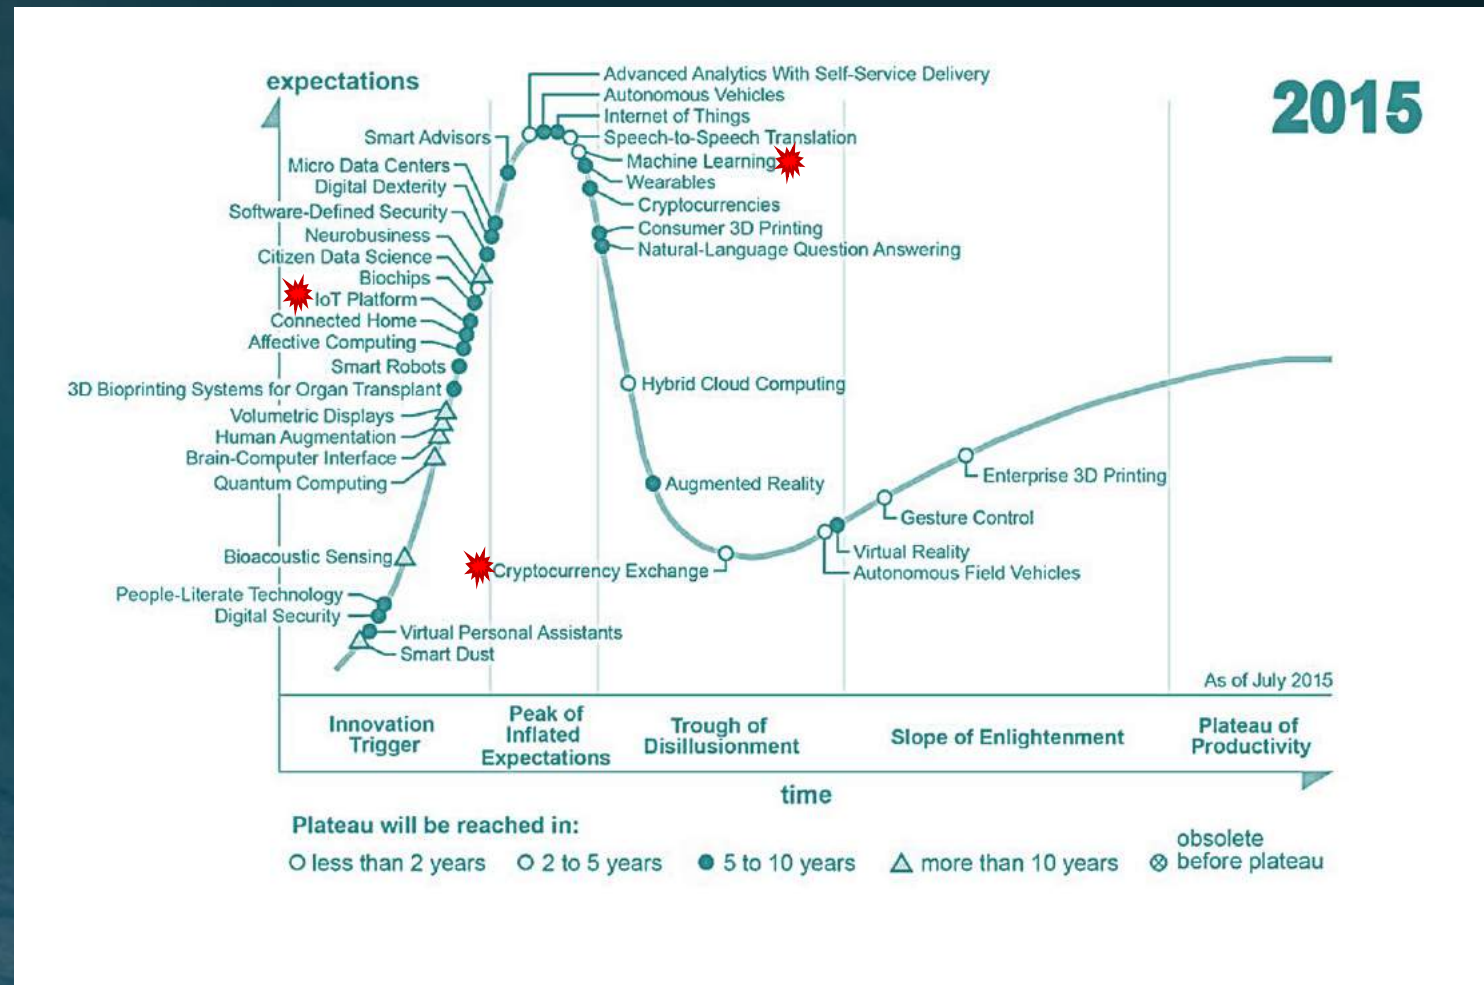 expectations
2015
Advanced Analytics With Self-Service Delivery
Autonomous Vehicles
Internet of Things
Speech-to-Speech Translation
Machine Learning
Wearables
Cryptocurrencies
Consumer 3D Printing
Natural-Language Question Answering
Smart Advisors
Micro Data Centers
Digital Dexterity
Software-Defined Security
Neurobusiness
Citizen Data Science
Biochips
IoT Platform
Connected Home
Affective Computing
Smart Robots
3D Bioprinting Systems for Organ Transplant
Volumetric Displays
Human Augmentation
Brain-Computer Interface
Quantum Computing
Bioacoustic Sensing
People-Literate Technology
Digital Security
Virtual Personal Assistants
Smart Dust
Hybrid Cloud Computing
Augmented Reality
Cryptocurrency Exchange
Enterprise 3D Printing
Gesture Control
Virtual Reality
Autonomous Field Vehicles
As of July 2015
Innovation
Trigger
Peak of
Inflated
Expectations
Trough of
Disillusionment
Slope of Enlightenment
Plateau of
Productivity
time
Plateau will be reached in:
less than 2 years
2 to 5 years
5 to 10 years
more than 10 years
obsolete
before plateau